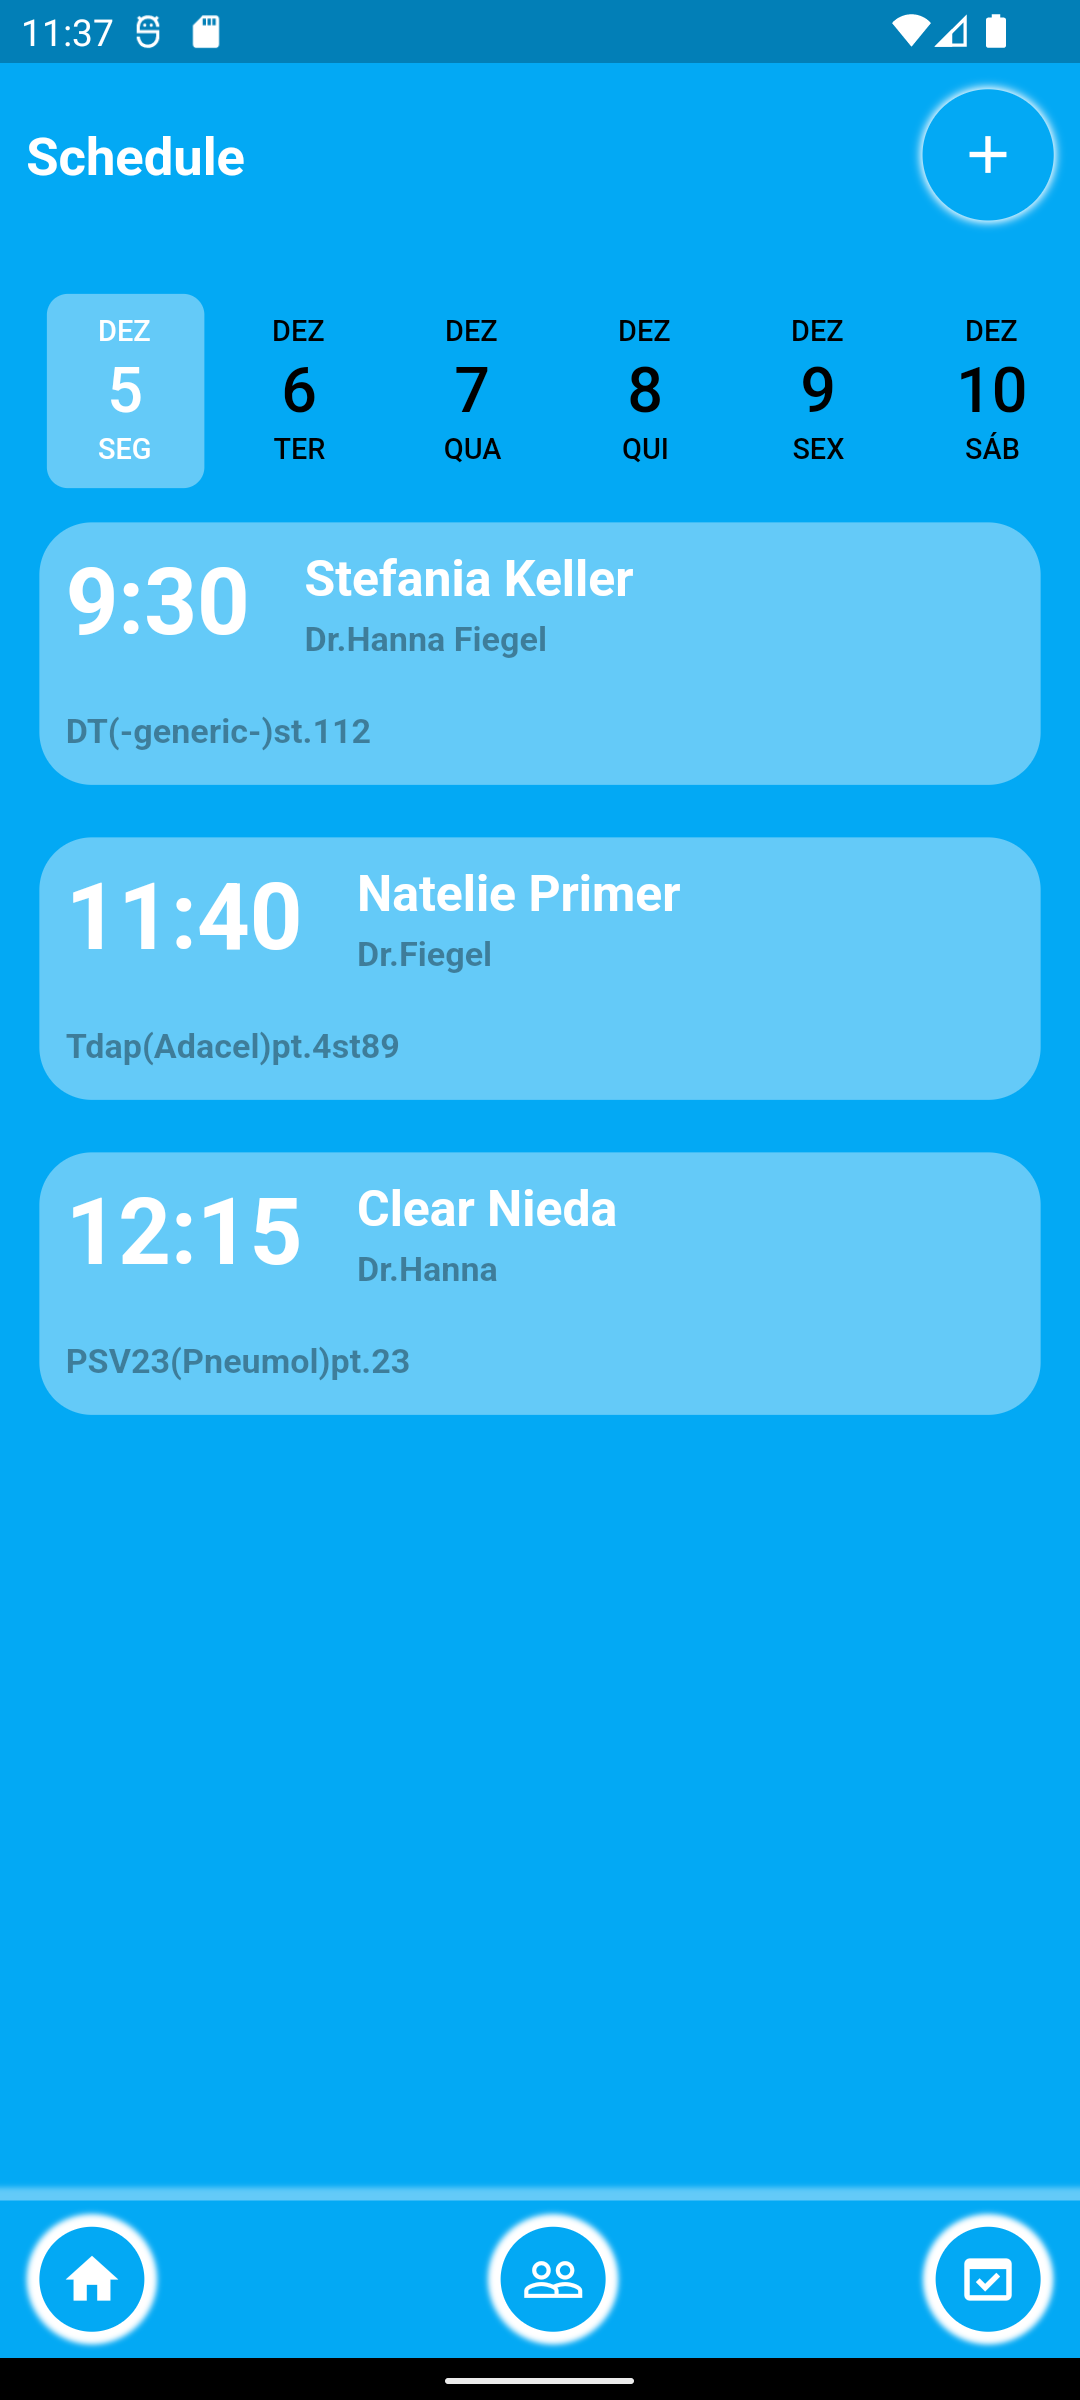 11:37
Schedule
DEZ DEZ DEZ DEZ DEZ DEZ
5 6 7 8 9 10
SEG TER QUA QUI SEX SÁB
9:30 Stefania Keller
Dr.Hanna Fiegel
DT(-generic-)st.112
11:40 Natelie Primer
Dr.Fiegel
Tdap(Adacel)pt.4st89
12:15 Clear Nieda
Dr.Hanna
PSV23(Pneumol)pt.23